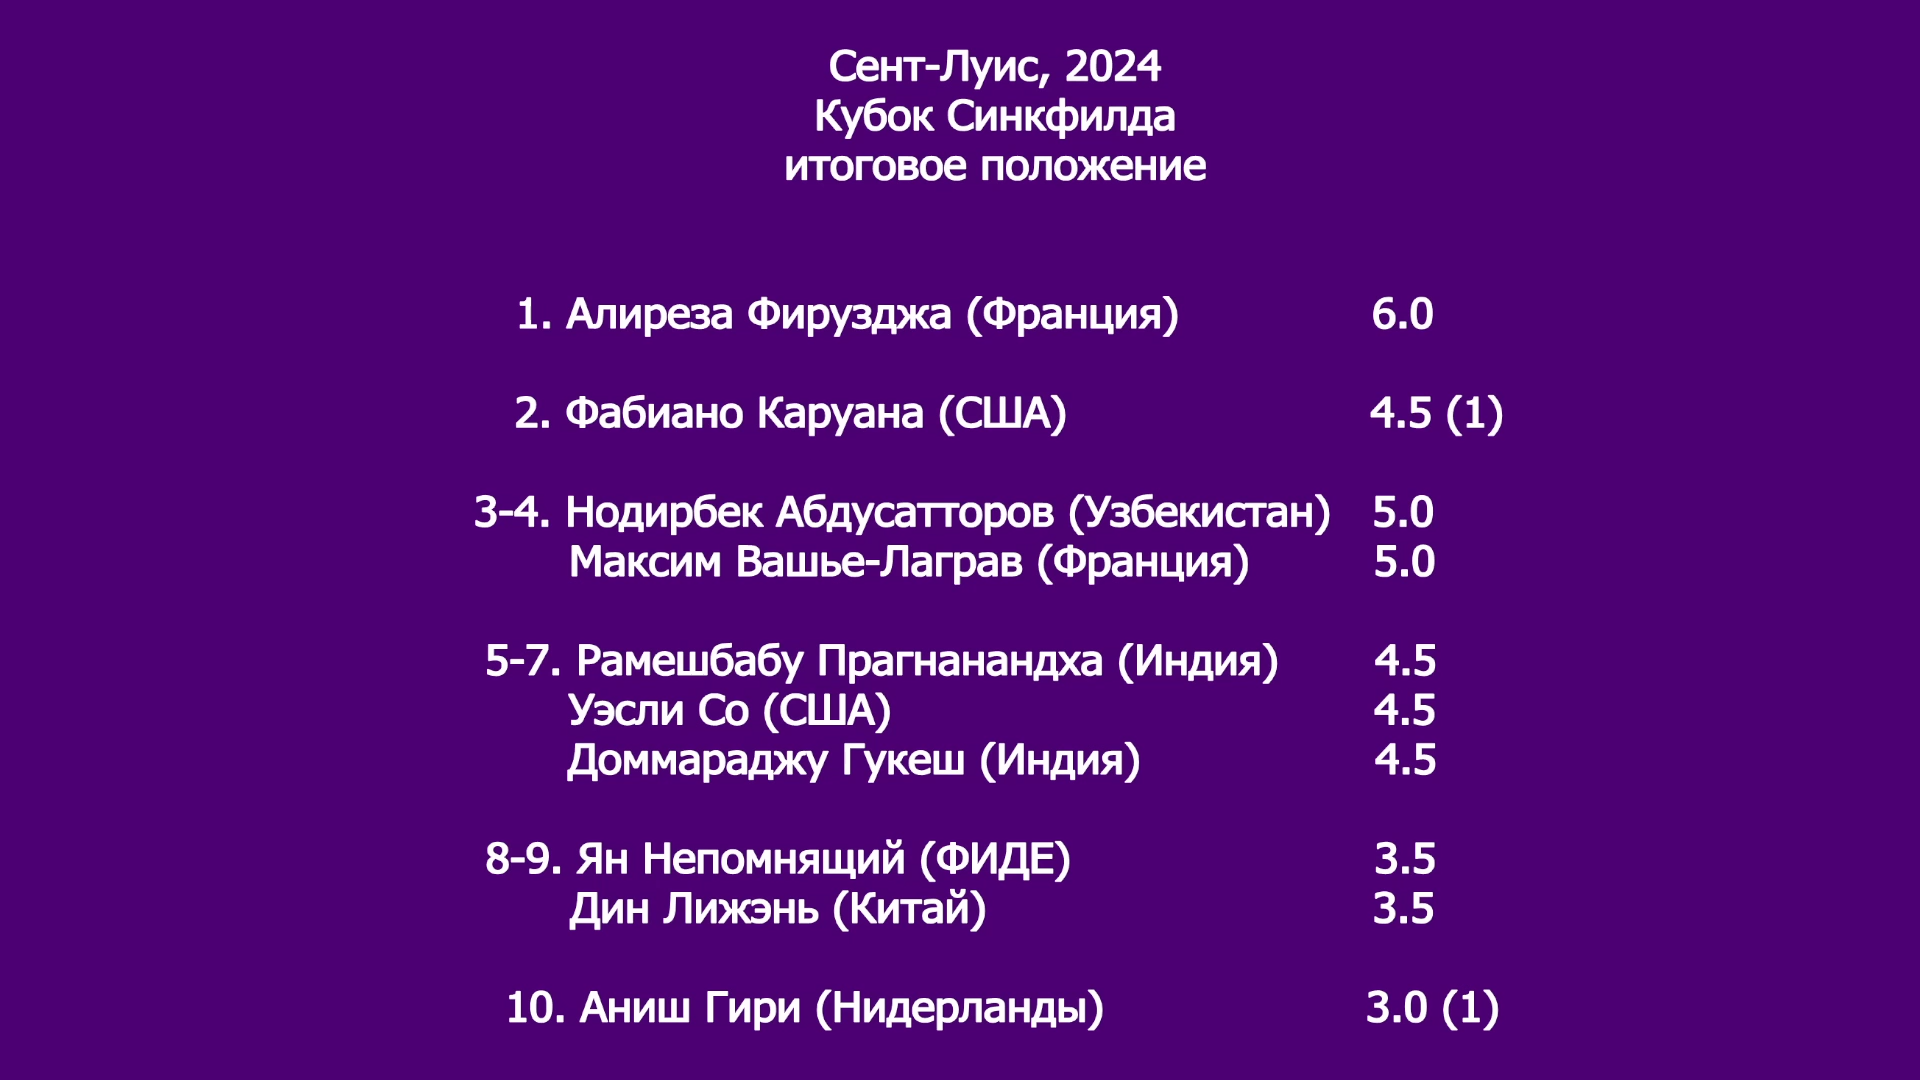 Сент-Луис, 2024
Кубок Синкфилда
итоговое положение
1. Алиреза Фирузджа (Франция) 6.0
2. Фабиано Каруана (США) 4.5 (1)
3-4. Нодирбек Абдусатторов (Узбекистан) 5.0
Максим Вашье-Лаграв (Франция) 5.0
5-7. Рамешбабу Прагнанандха (Индия) 4.5
Уэсли Со (США) 4.5
Доммараджу Гукеш (Индия) 4.5
8-9. Ян Непомнящий (ФИДЕ) 3.5
Дин Лижэнь (Китай) 3.5
10. Аниш Гири (Нидерланды) 3.0 (1)